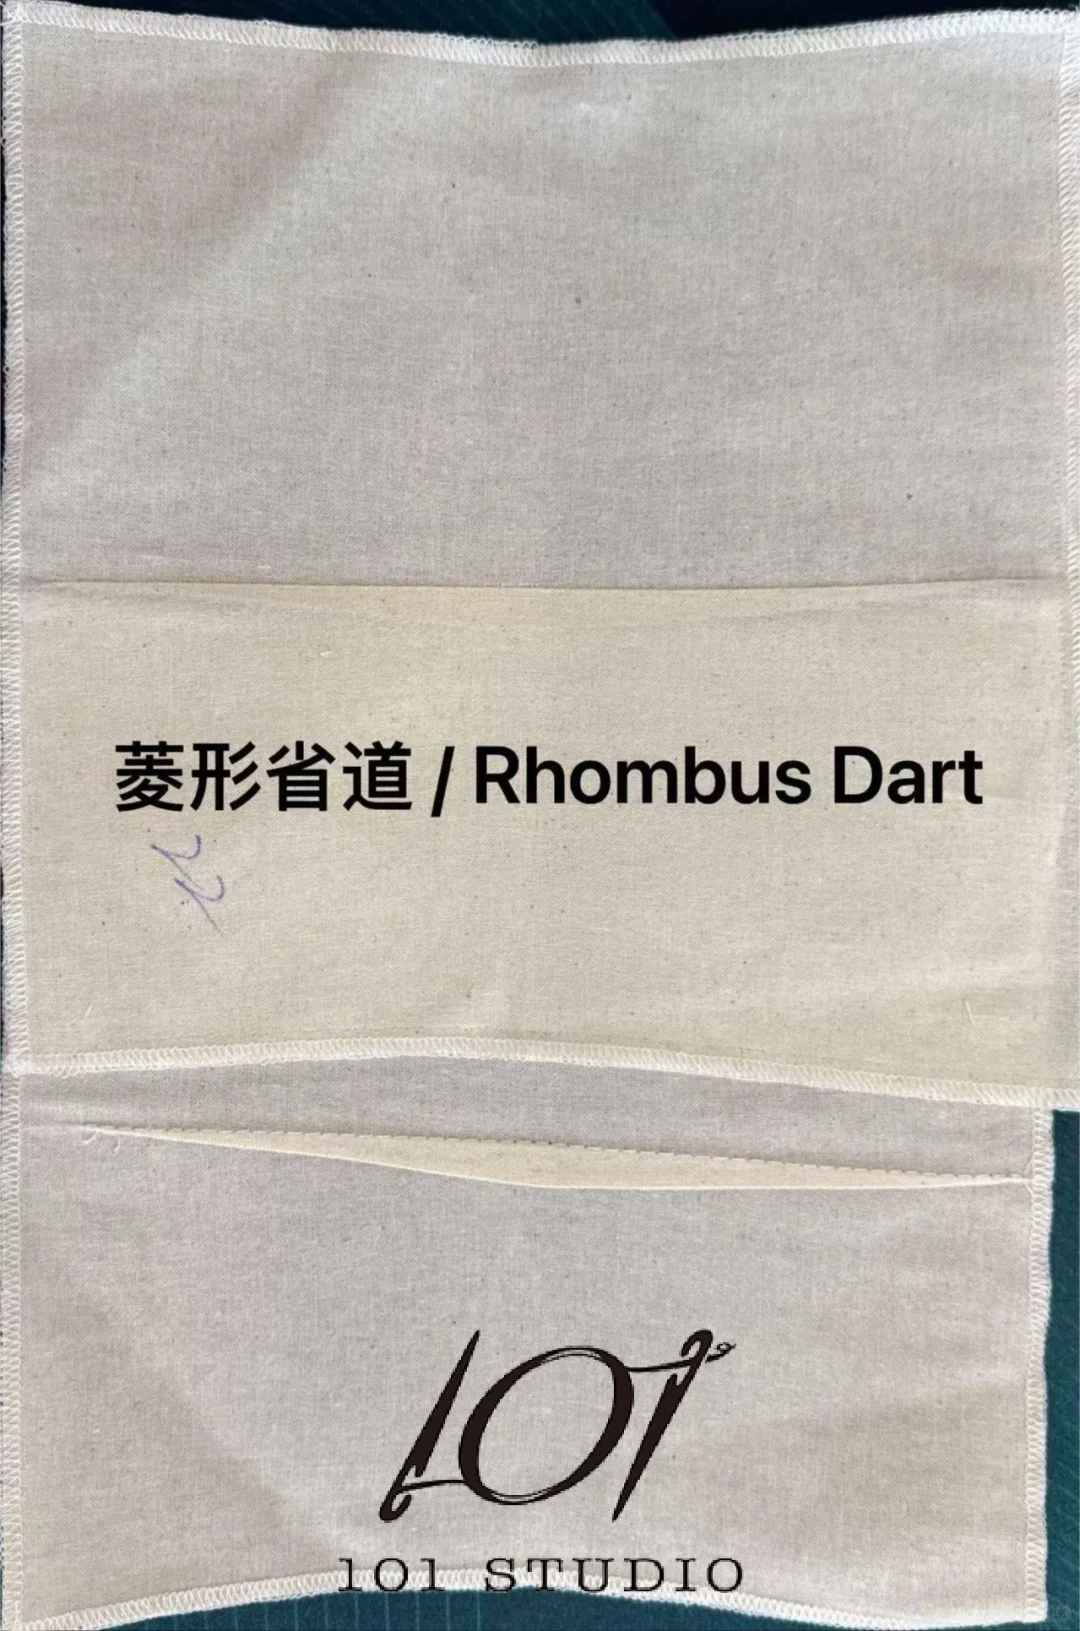 菱形省道 / Rhombus Dart
101
101 STUDIO